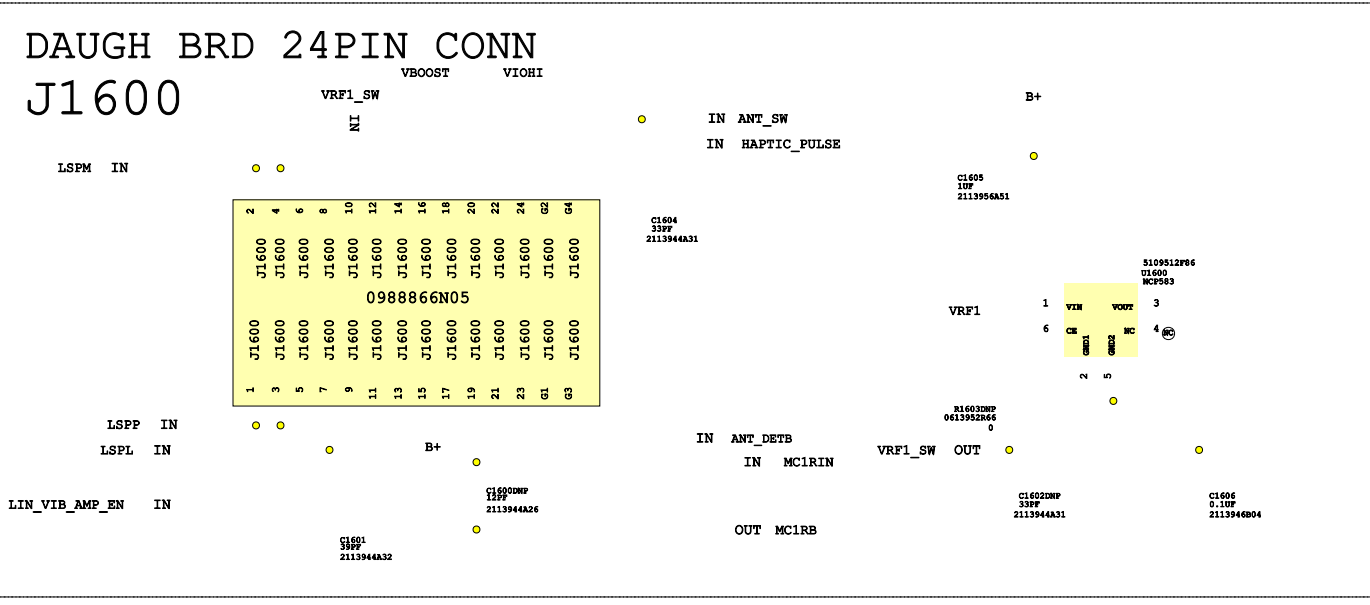 DAUGH BRD 24PIN CONN
J1600
VBOOST
VIOHI
VRF1_SW
IN
IN ANT_SW
IN HAPTIC_PULSE
B+
LSPM IN
C1605
1UF
2113956A51
2 4 6 8 10 12 14 16 18 20 22 24 G2 G4
J1600 J1600 J1600 J1600 J1600 J1600 J1600 J1600 J1600 J1600 J1600 J1600 J1600 J1600
0988866N05
J1600 J1600 J1600 J1600 J1600 J1600 J1600 J1600 J1600 J1600 J1600 J1600 J1600 J1600
1 3 5 7 9 11 13 15 17 19 21 23 G1 G3
C1604
33PF
2113944A31
5109512F86
U1600
NCP583
VRF1
1 VIN VOUT 3
6 CE NC 4 NC
GND1 GND2
2 5
LSPP IN
LSPL IN
B+
LIN_VIB_AMP_EN IN
C1600DNP
12PF
2113944A26
C1601
39PF
2113944A32
IN ANT_DETB
IN MC1RIN
OUT MC1RB
R1603DNP
0613952R66
0
VRF1_SW OUT
C1602DNP
33PF
2113944A31
C1606
0.1UF
2113946B04